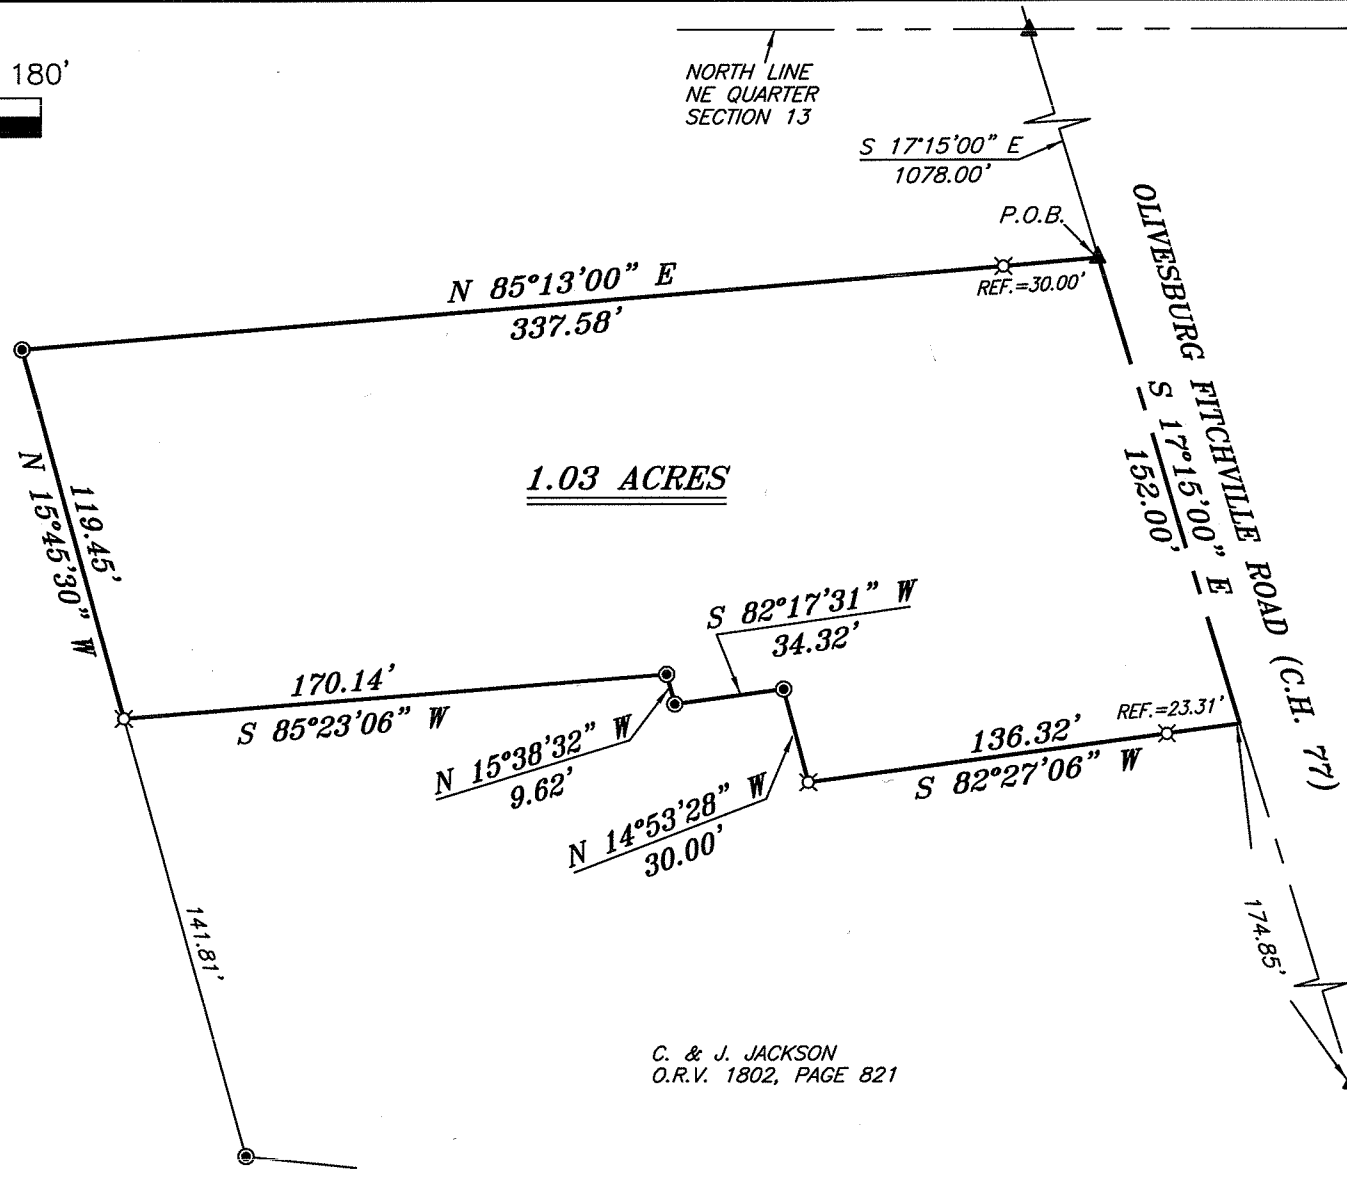 180'
NORTH LINE
NE QUARTER
SECTION 13
S 17°15'00" E
1078.00'
P.O.B.
N 85°13'00" E
337.58'
REF.=30.00'
OLIVESBURG FITCHVILLE ROAD (C.H. 77)
S 17°15'00" E
152.00'
1.03 ACRES
119.45'
N 15°45'30" W
S 82°17'31" W
34.32'
170.14'
S 85°23'06" W
N 15°38'32" W
9.62'
REF.=23.31'
136.32'
S 82°27'06" W
N 14°53'28" W
30.00'
141.81'
174.85'
C. & J. JACKSON
O.R.V. 1802, PAGE 821